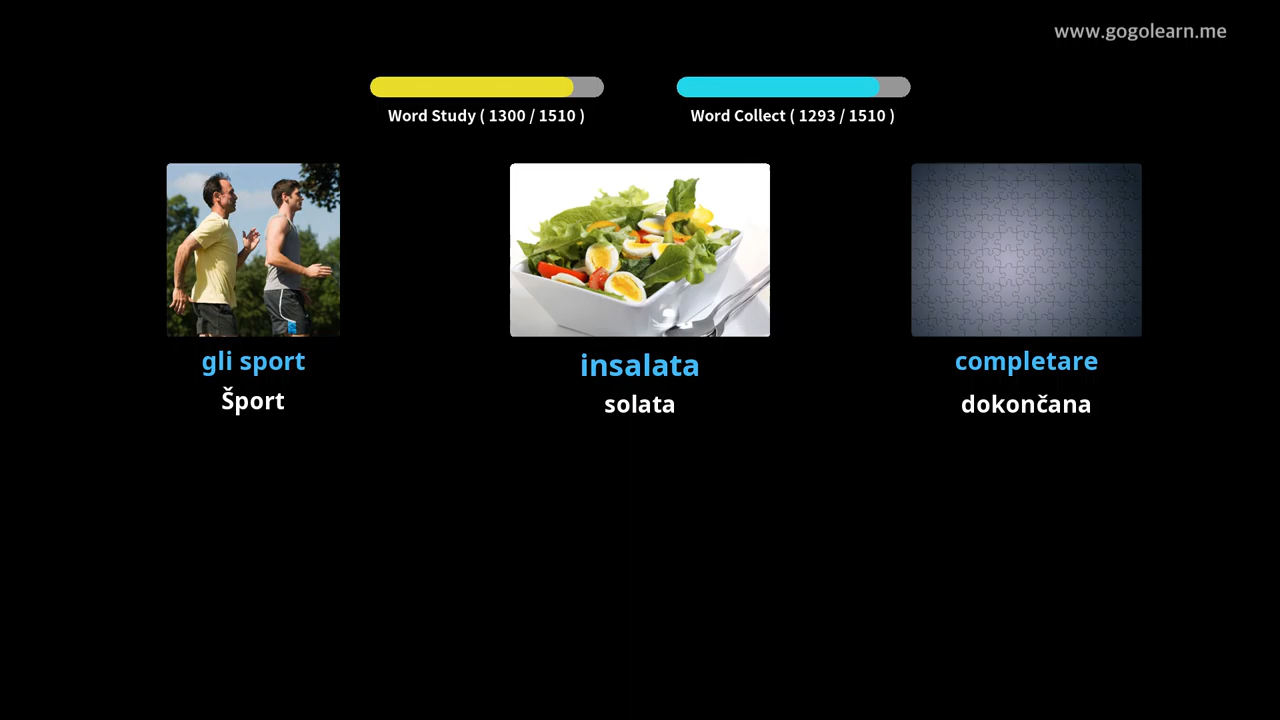 www.gogolearn.me
Word Study ( 1300 / 1510 )
Word Collect ( 1293 / 1510 )
gli sport
Šport
insalata
solata
completare
dokončana